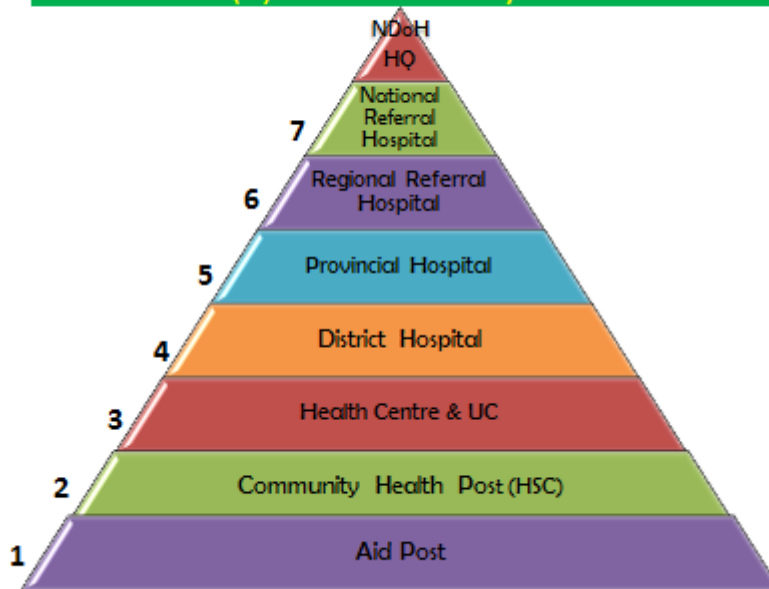 NDoH
HQ
National
Referral
Hospital
7
Regional Referral
Hospital
6
Provincial Hospital
5
District Hospital
4
Health Centre & UC
3
Community Health Post (HSC)
2
Aid Post
1